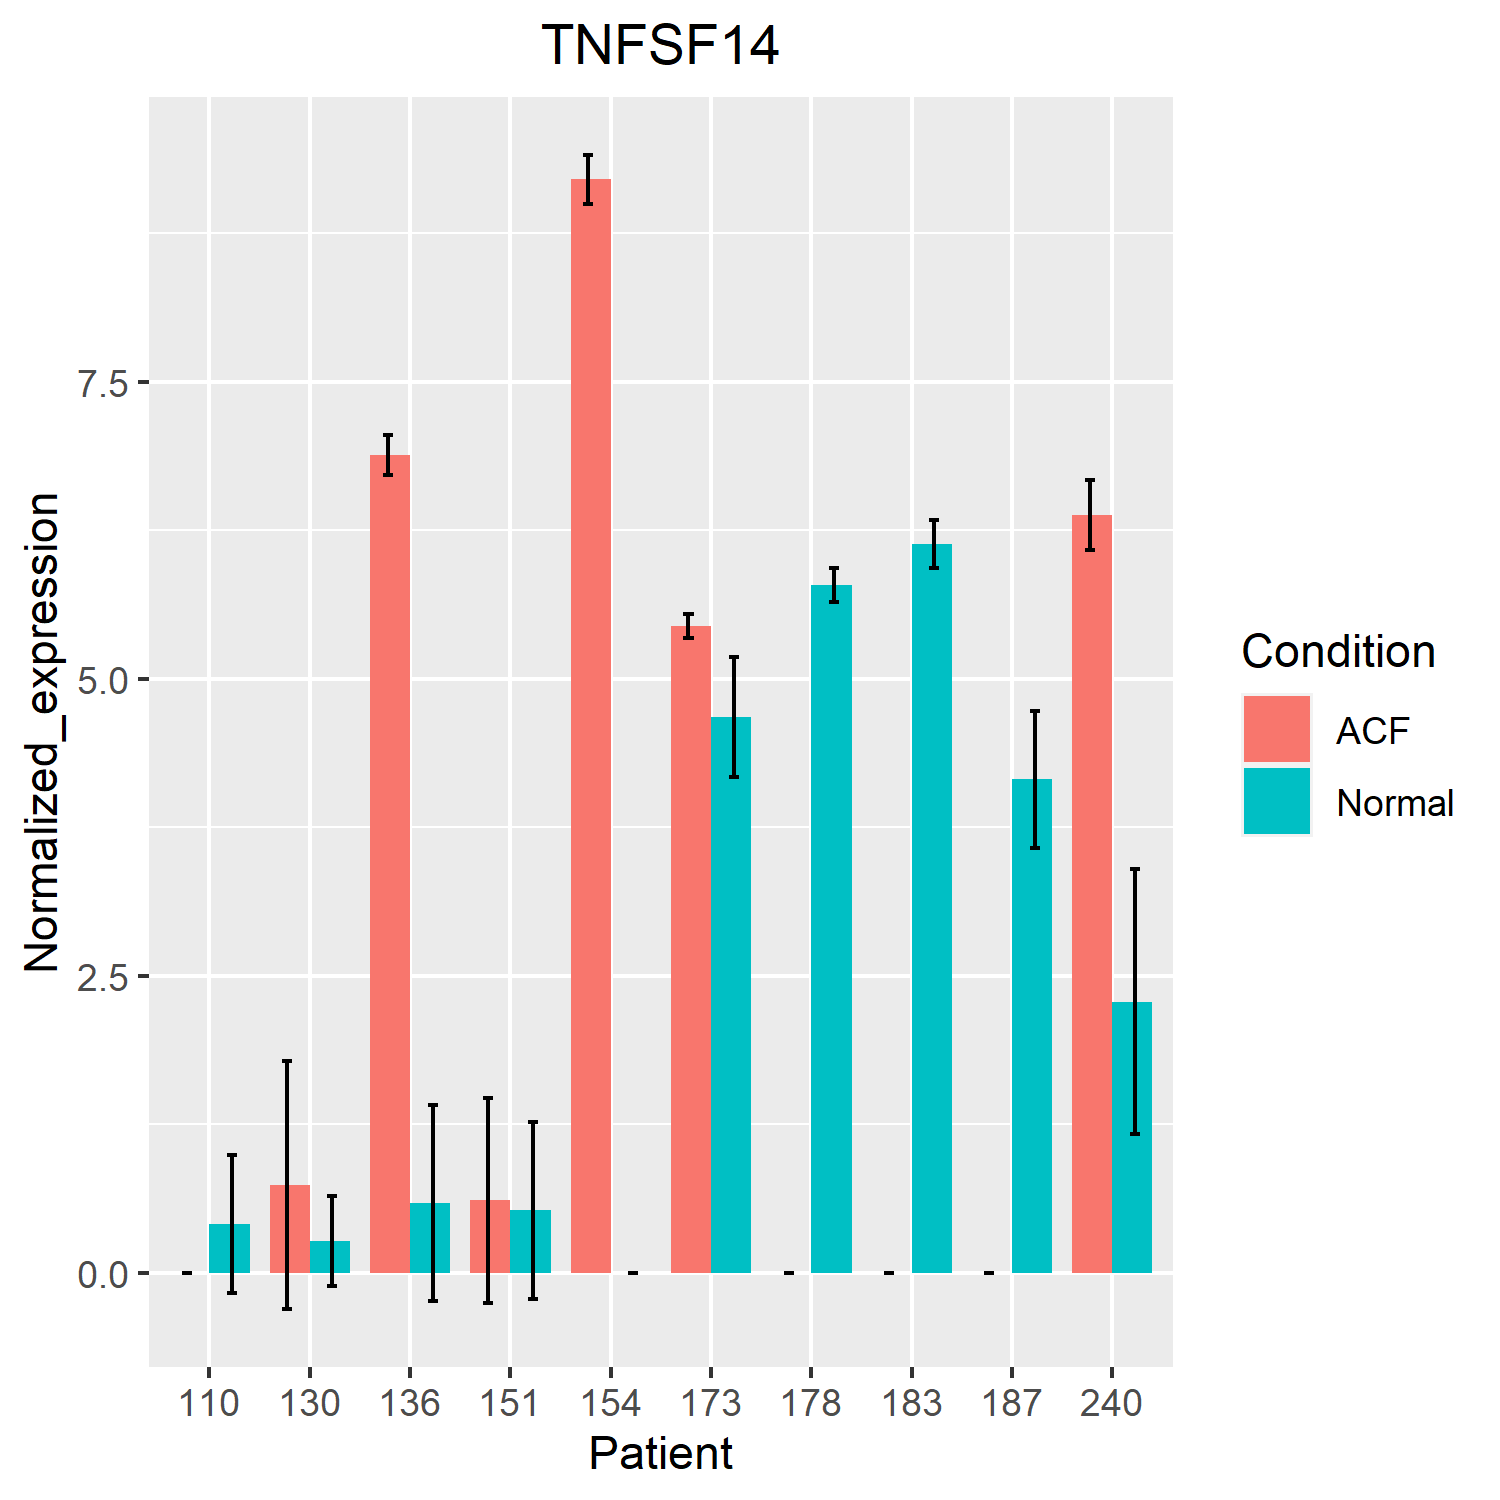 TNFSF14
Normalized_expression
7.5
5.0
2.5
0.0
110 130 136 151 154 173 178 183 187 240
Patient
Condition
ACF
Normal